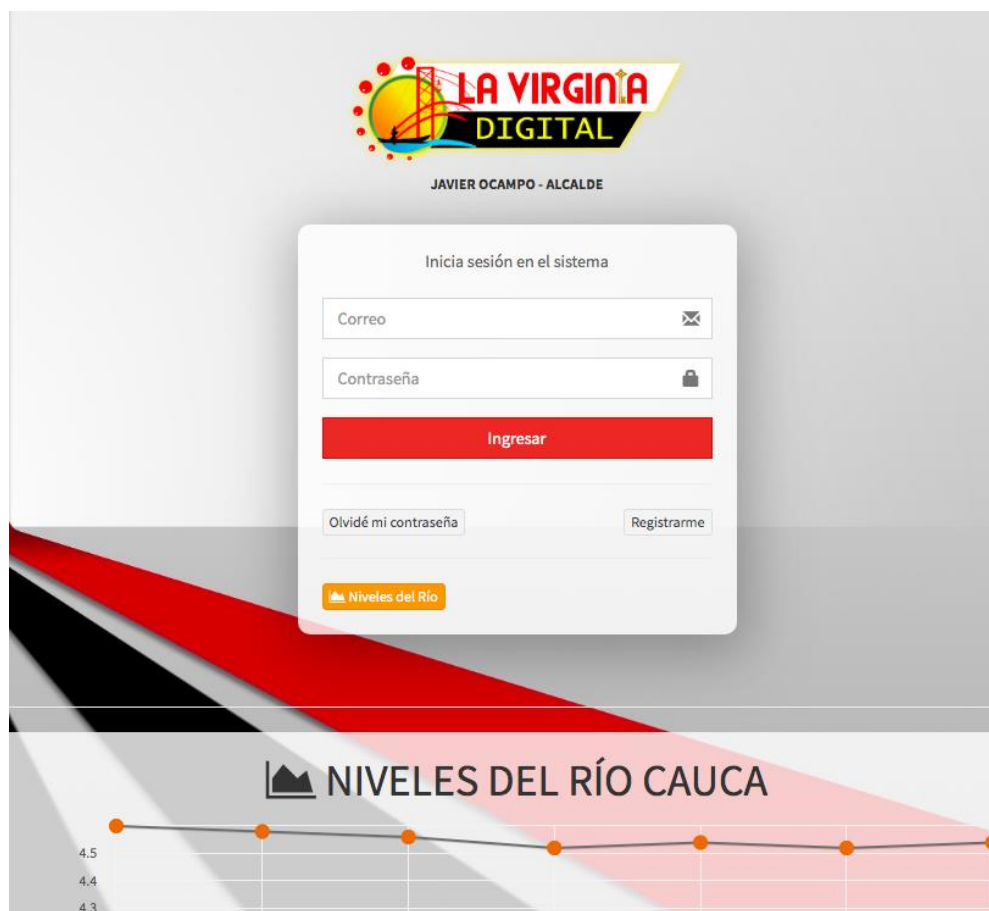 LA VIRGINIA
DIGITAL
JAVIER OCAMPO - ALCALDE
Inicia sesión en el sistema
Correo
Contraseña
Ingresar
Olvidé mi contraseña
Registrarme
Niveles del Río
NIVELES DEL RÍO CAUCA
4.5
4.4
4.3